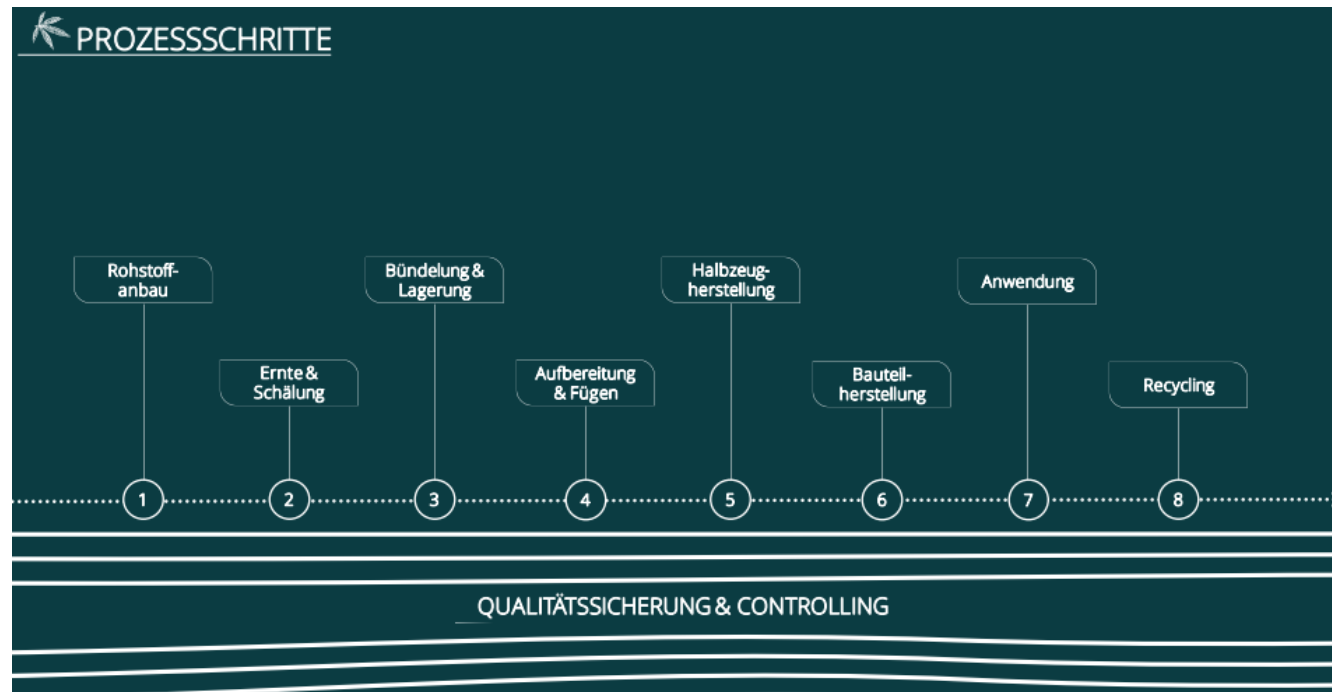 PROZESSSCHRITTE
Rohstoff-
anbau
Ernte &
Schälung
Bündelung &
Lagerung
Aufbereitung
& Fügen
Halbzeug-
herstellung
Bauteil-
herstellung
Anwendung
Recycling
1 2 3 4 5 6 7 8
QUALITÄTSSICHERUNG & CONTROLLING